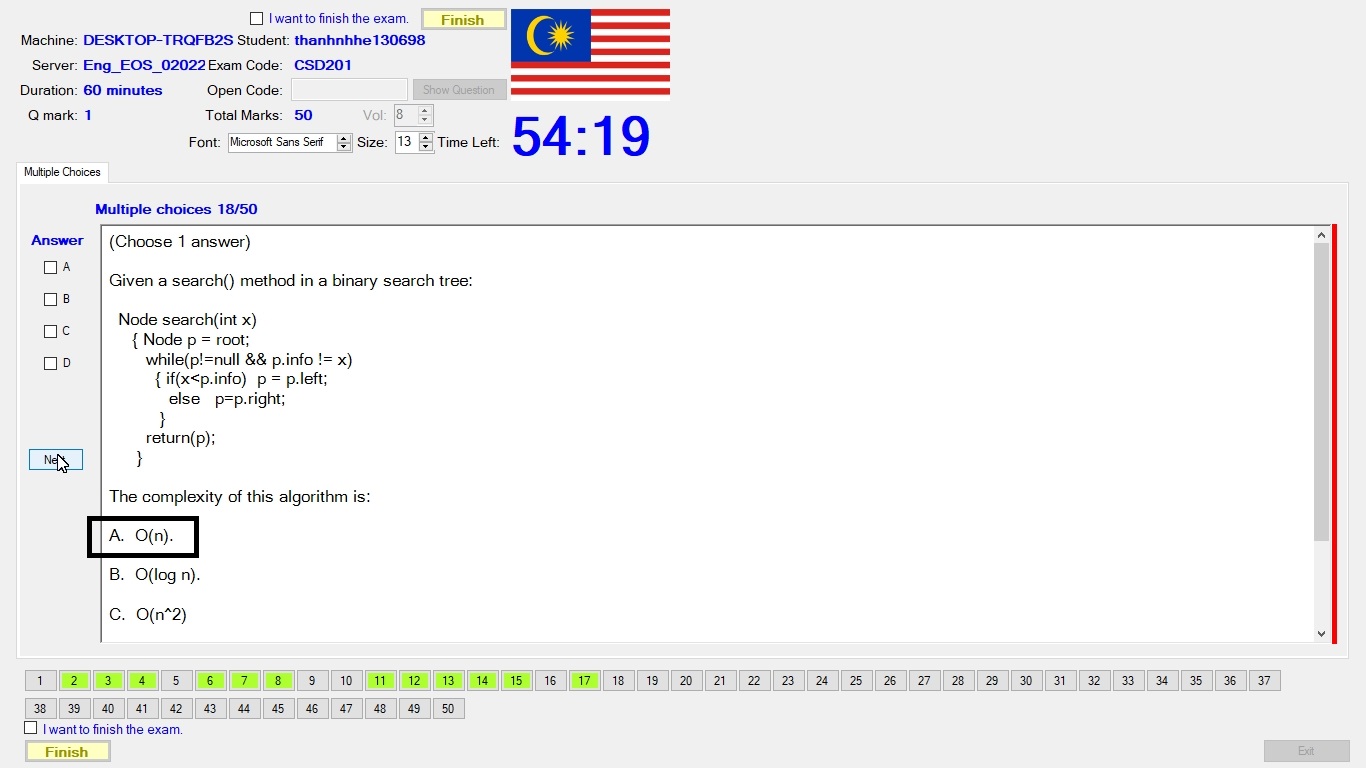 I want to finish the exam. Finish
Machine: DESKTOP-TRQFB2S Student: thanhnhhe130698
Server: Eng_EOS_02022 Exam Code: CSD201
Duration: 60 minutes Open Code: Show Question
Q mark: 1 Total Marks: 50 Vol: 8
Font: Microsoft Sans Serif Size: 13 Time Left: 54:19
Multiple Choices
Multiple choices 18/50
Answer
A
B
C
D
(Choose 1 answer)
Given a search() method in a binary search tree:
Node search(int x)
{ Node p = root;
while(p!=null && p.info != x)
{ if(x<p.info) p = p.left;
else p=p.right;
}
return(p);
}
The complexity of this algorithm is:
A. O(n).
B. O(log n).
C. O(n^2)
1 2 3 4 5 6 7 8 9 10 11 12 13 14 15 16 17 18 19 20 21 22 23 24 25 26 27 28 29 30 31 32 33 34 35 36 37
38 39 40 41 42 43 44 45 46 47 48 49 50
I want to finish the exam.
Finish Exit